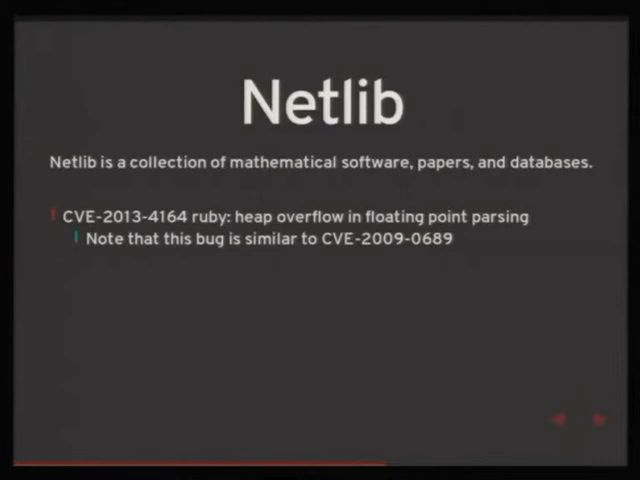 Netlib
Netlib is a collection of mathematical software, papers, and databases.
CVE-2013-4164 ruby: heap overflow in floating point parsing
Note that this bug is similar to CVE-2009-0689